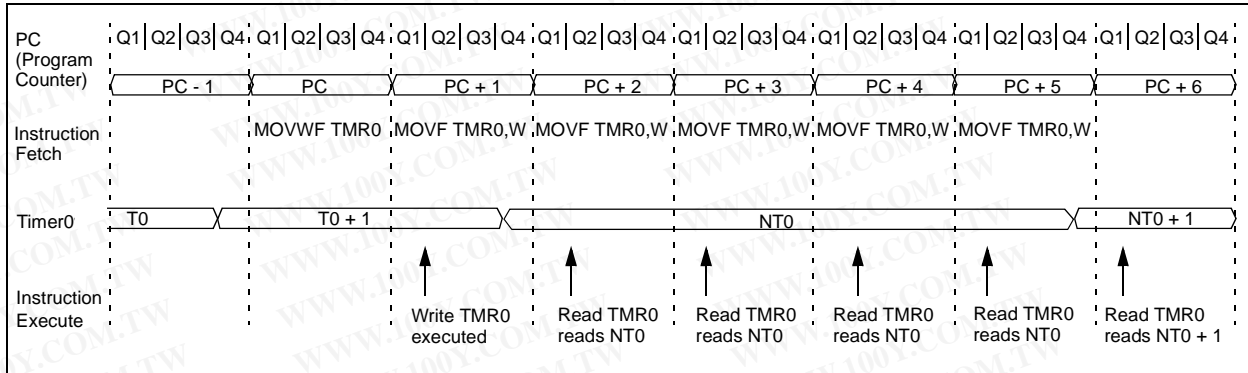 PC
(Program
Counter)
Q1 Q2 Q3 Q4 Q1 Q2 Q3 Q4 Q1 Q2 Q3 Q4 Q1 Q2 Q3 Q4 Q1 Q2 Q3 Q4 Q1 Q2 Q3 Q4 Q1 Q2 Q3 Q4 Q1 Q2 Q3 Q4
PC - 1 PC PC + 1 PC + 2 PC + 3 PC + 4 PC + 5 PC + 6
Instruction
Fetch
MOVWF TMR0 MOVF TMR0,W MOVF TMR0,W MOVF TMR0,W MOVF TMR0,W MOVF TMR0,W
Timer0
T0 T0 + 1 NT0 NT0 + 1
Instruction
Execute
Write TMR0
executed
Read TMR0
reads NT0
Read TMR0
reads NT0
Read TMR0
reads NT0
Read TMR0
reads NT0
Read TMR0
reads NT0 + 1
WWW.100Y.COM.TW